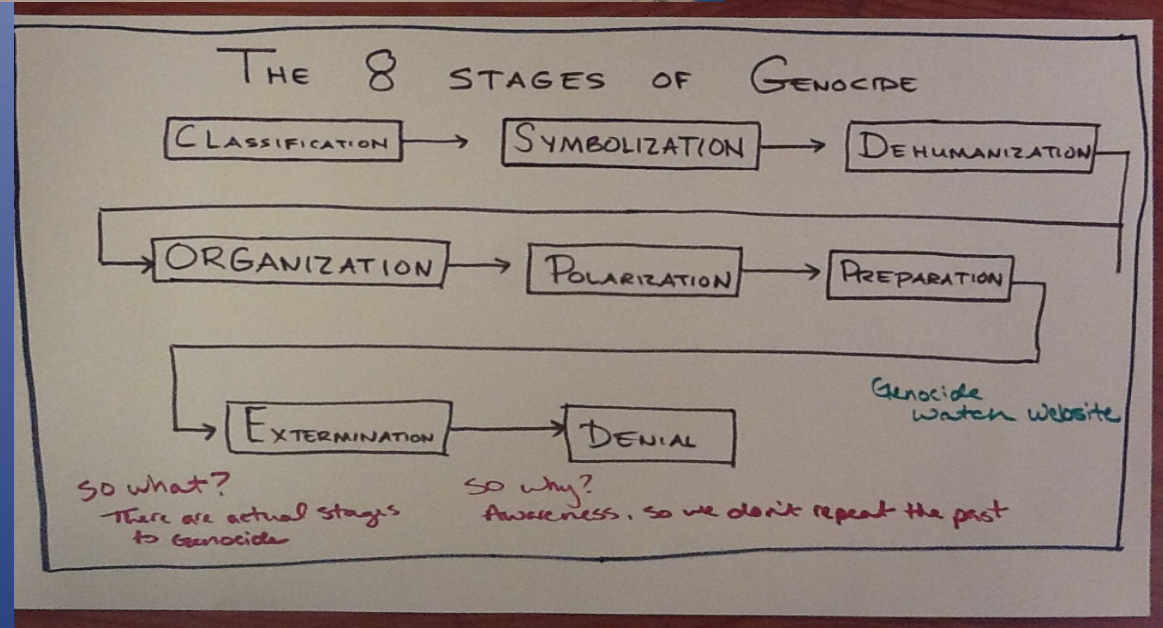 THE 8 STAGES OF GENOCIDE
CLASSIFICATION
SYMBOLIZATION
DEHUMANIZATION
ORGANIZATION
POLARIZATION
PREPARATION
EXTERMINATION
DENIAL
Genocide
watch website
So what?
There are actual stages
to Genocide
So why?
Awareness, so we don't repeat the past